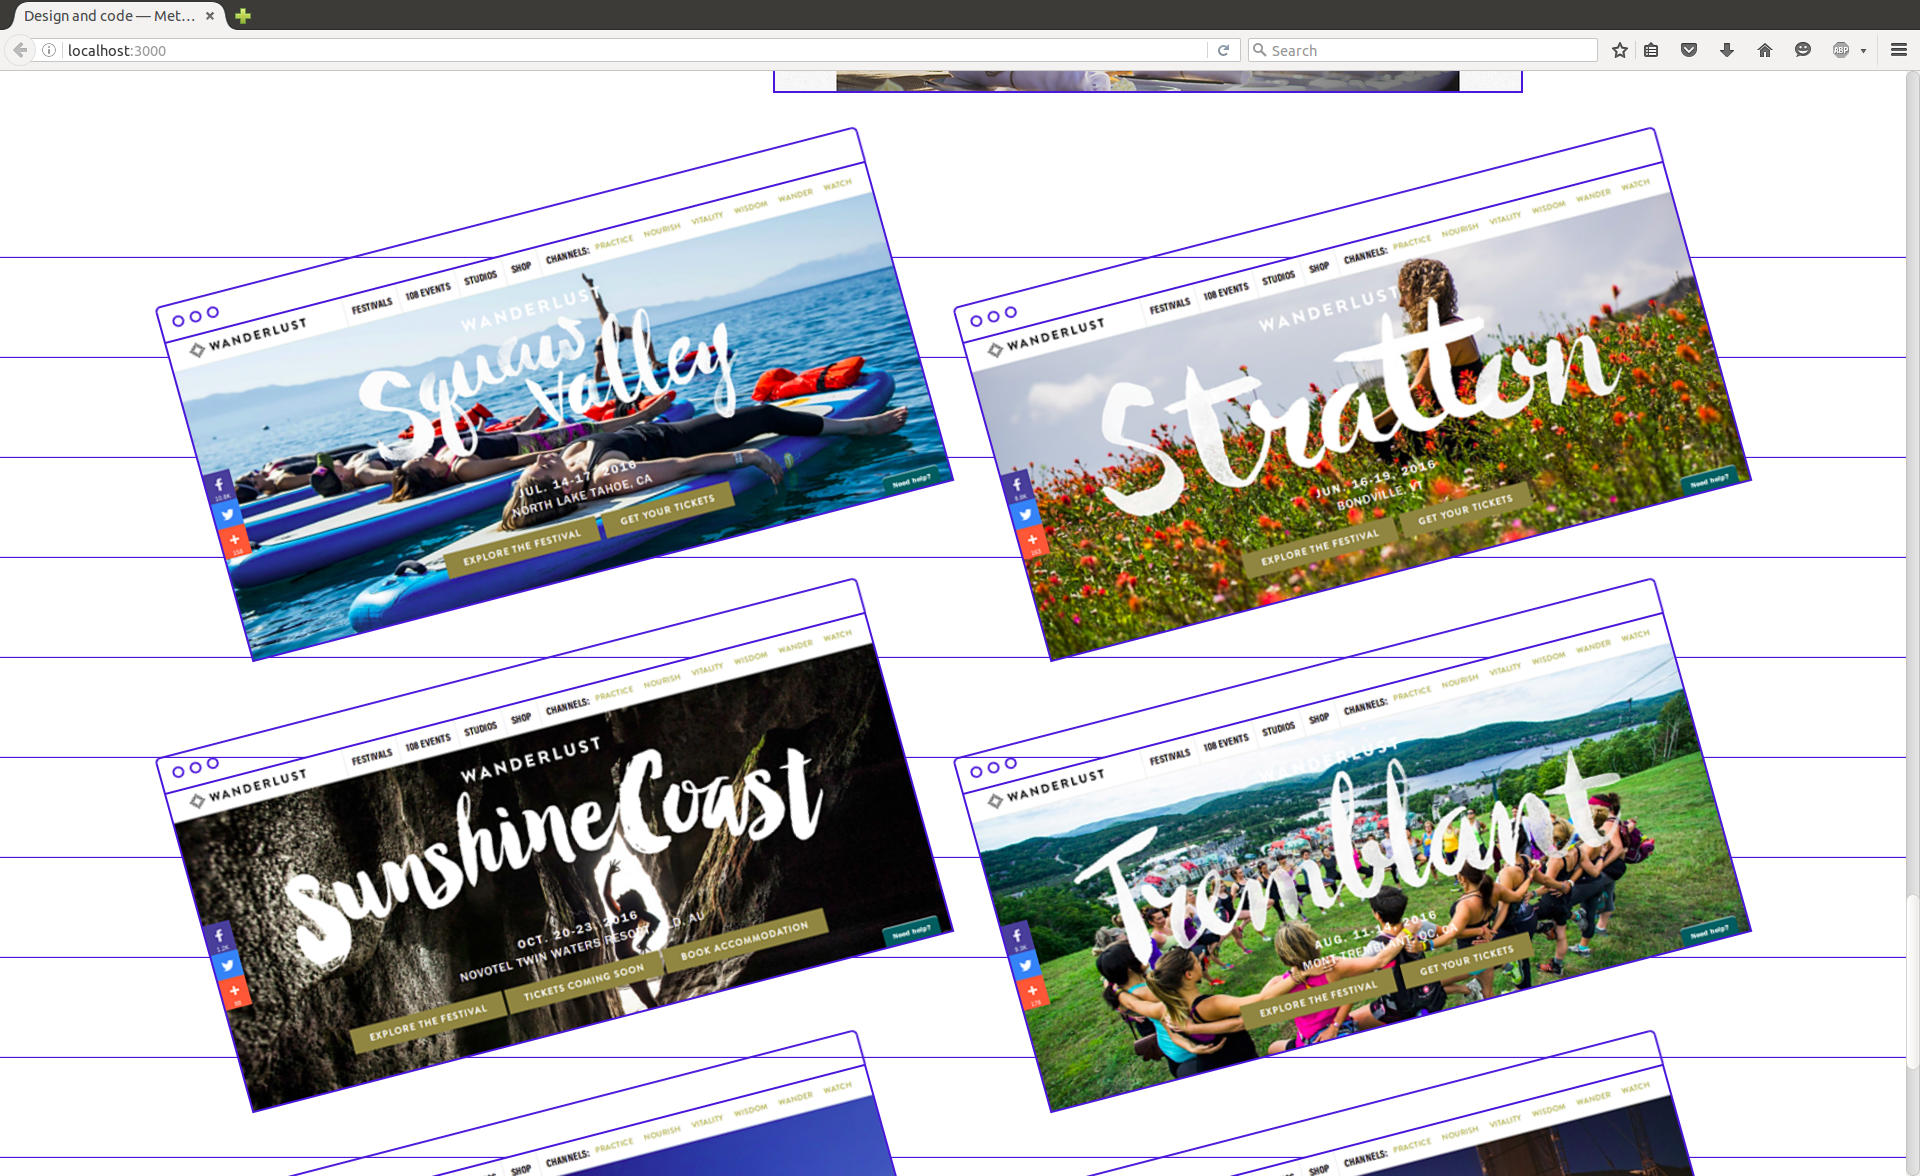 Design and code — Met...
localhost:3000
Search
ABP
WANDERLUST
FESTIVALS 108 EVENTS STUDIOS SHOP CHANNELS: PRACTICE NOURISH VITALITY WISDOM WANDER WATCH
WANDERLUST
Squaw
Valley
JUL. 14-17, 2016
NORTH LAKE TAHOE, CA
EXPLORE THE FESTIVAL GET YOUR TICKETS
Need help?
WANDERLUST
FESTIVALS 108 EVENTS STUDIOS SHOP CHANNELS: PRACTICE NOURISH VITALITY WISDOM WANDER WATCH
WANDERLUST
Stratton
JUN. 16-19, 2016
BONDVILLE, VT
EXPLORE THE FESTIVAL GET YOUR TICKETS
Need help?
WANDERLUST
FESTIVALS 108 EVENTS STUDIOS SHOP CHANNELS: PRACTICE NOURISH VITALITY WISDOM WANDER WATCH
WANDERLUST
Sunshine Coast
OCT. 20-23, 2016
NOVOTEL TWIN WATERS RESORT, AU
EXPLORE THE FESTIVAL TICKETS COMING SOON BOOK ACCOMMODATION
Need help?
WANDERLUST
FESTIVALS 108 EVENTS STUDIOS SHOP CHANNELS: PRACTICE NOURISH VITALITY WISDOM WANDER WATCH
WANDERLUST
Tremblant
AUG. 11-14, 2016
MONT-TREMBLANT, QC, CA
EXPLORE THE FESTIVAL GET YOUR TICKETS
Need help?
SHOP CHANNELS: PRACTICE NOURISH VITALITY WISDOM WANDER WATCH
SHOP CHANNELS: PRACTICE NOURISH VITALITY WISDOM WANDER WATCH